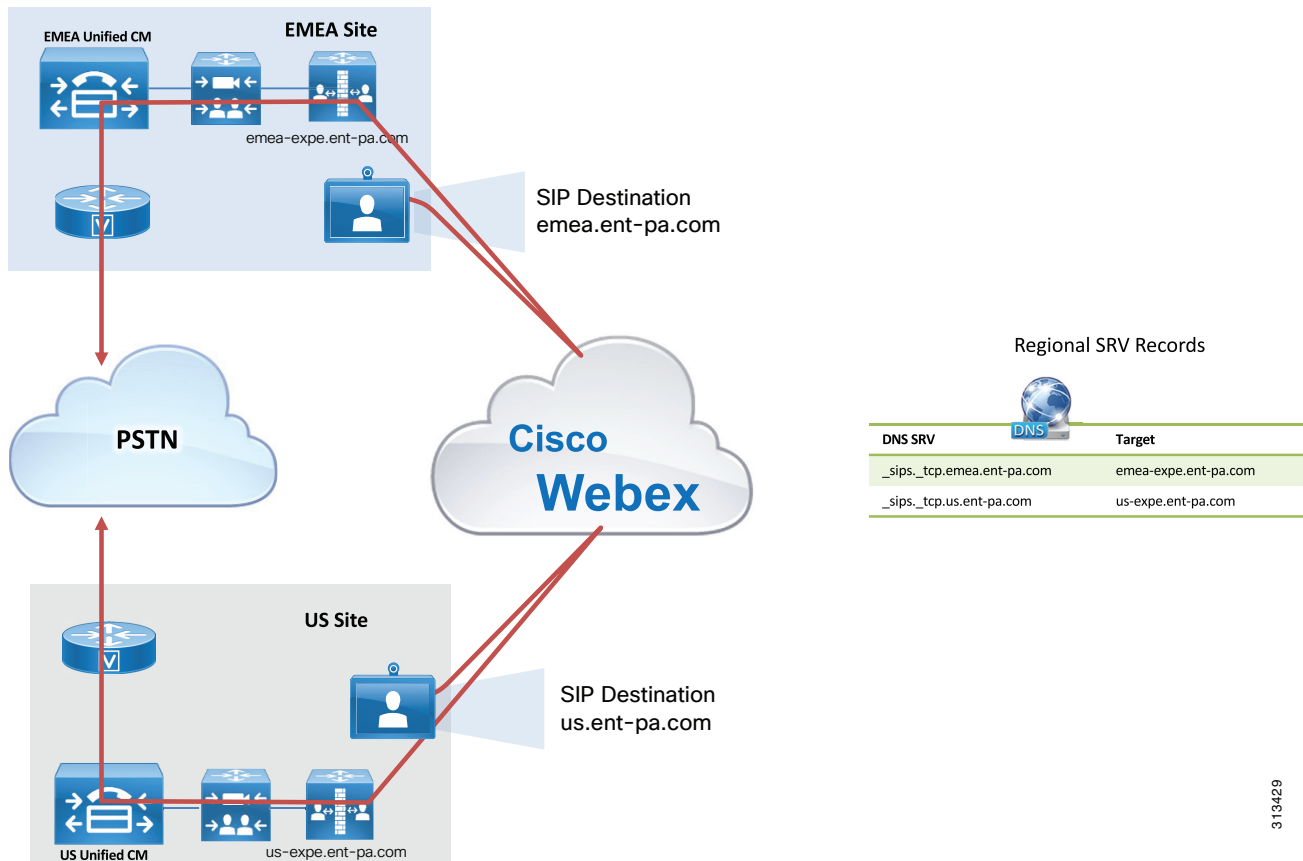 EMEA Unified CM
EMEA Site
emea-expe.ent-pa.com
SIP Destination
emea.ent-pa.com
V
PSTN
Cisco
Webex
Regional SRV Records
DNS
DNS SRV Target
_sips._tcp.emea.ent-pa.com emea-expe.ent-pa.com
_sips._tcp.us.ent-pa.com us-expe.ent-pa.com
US Site
V
SIP Destination
us.ent-pa.com
US Unified CM
us-expe.ent-pa.com
313429